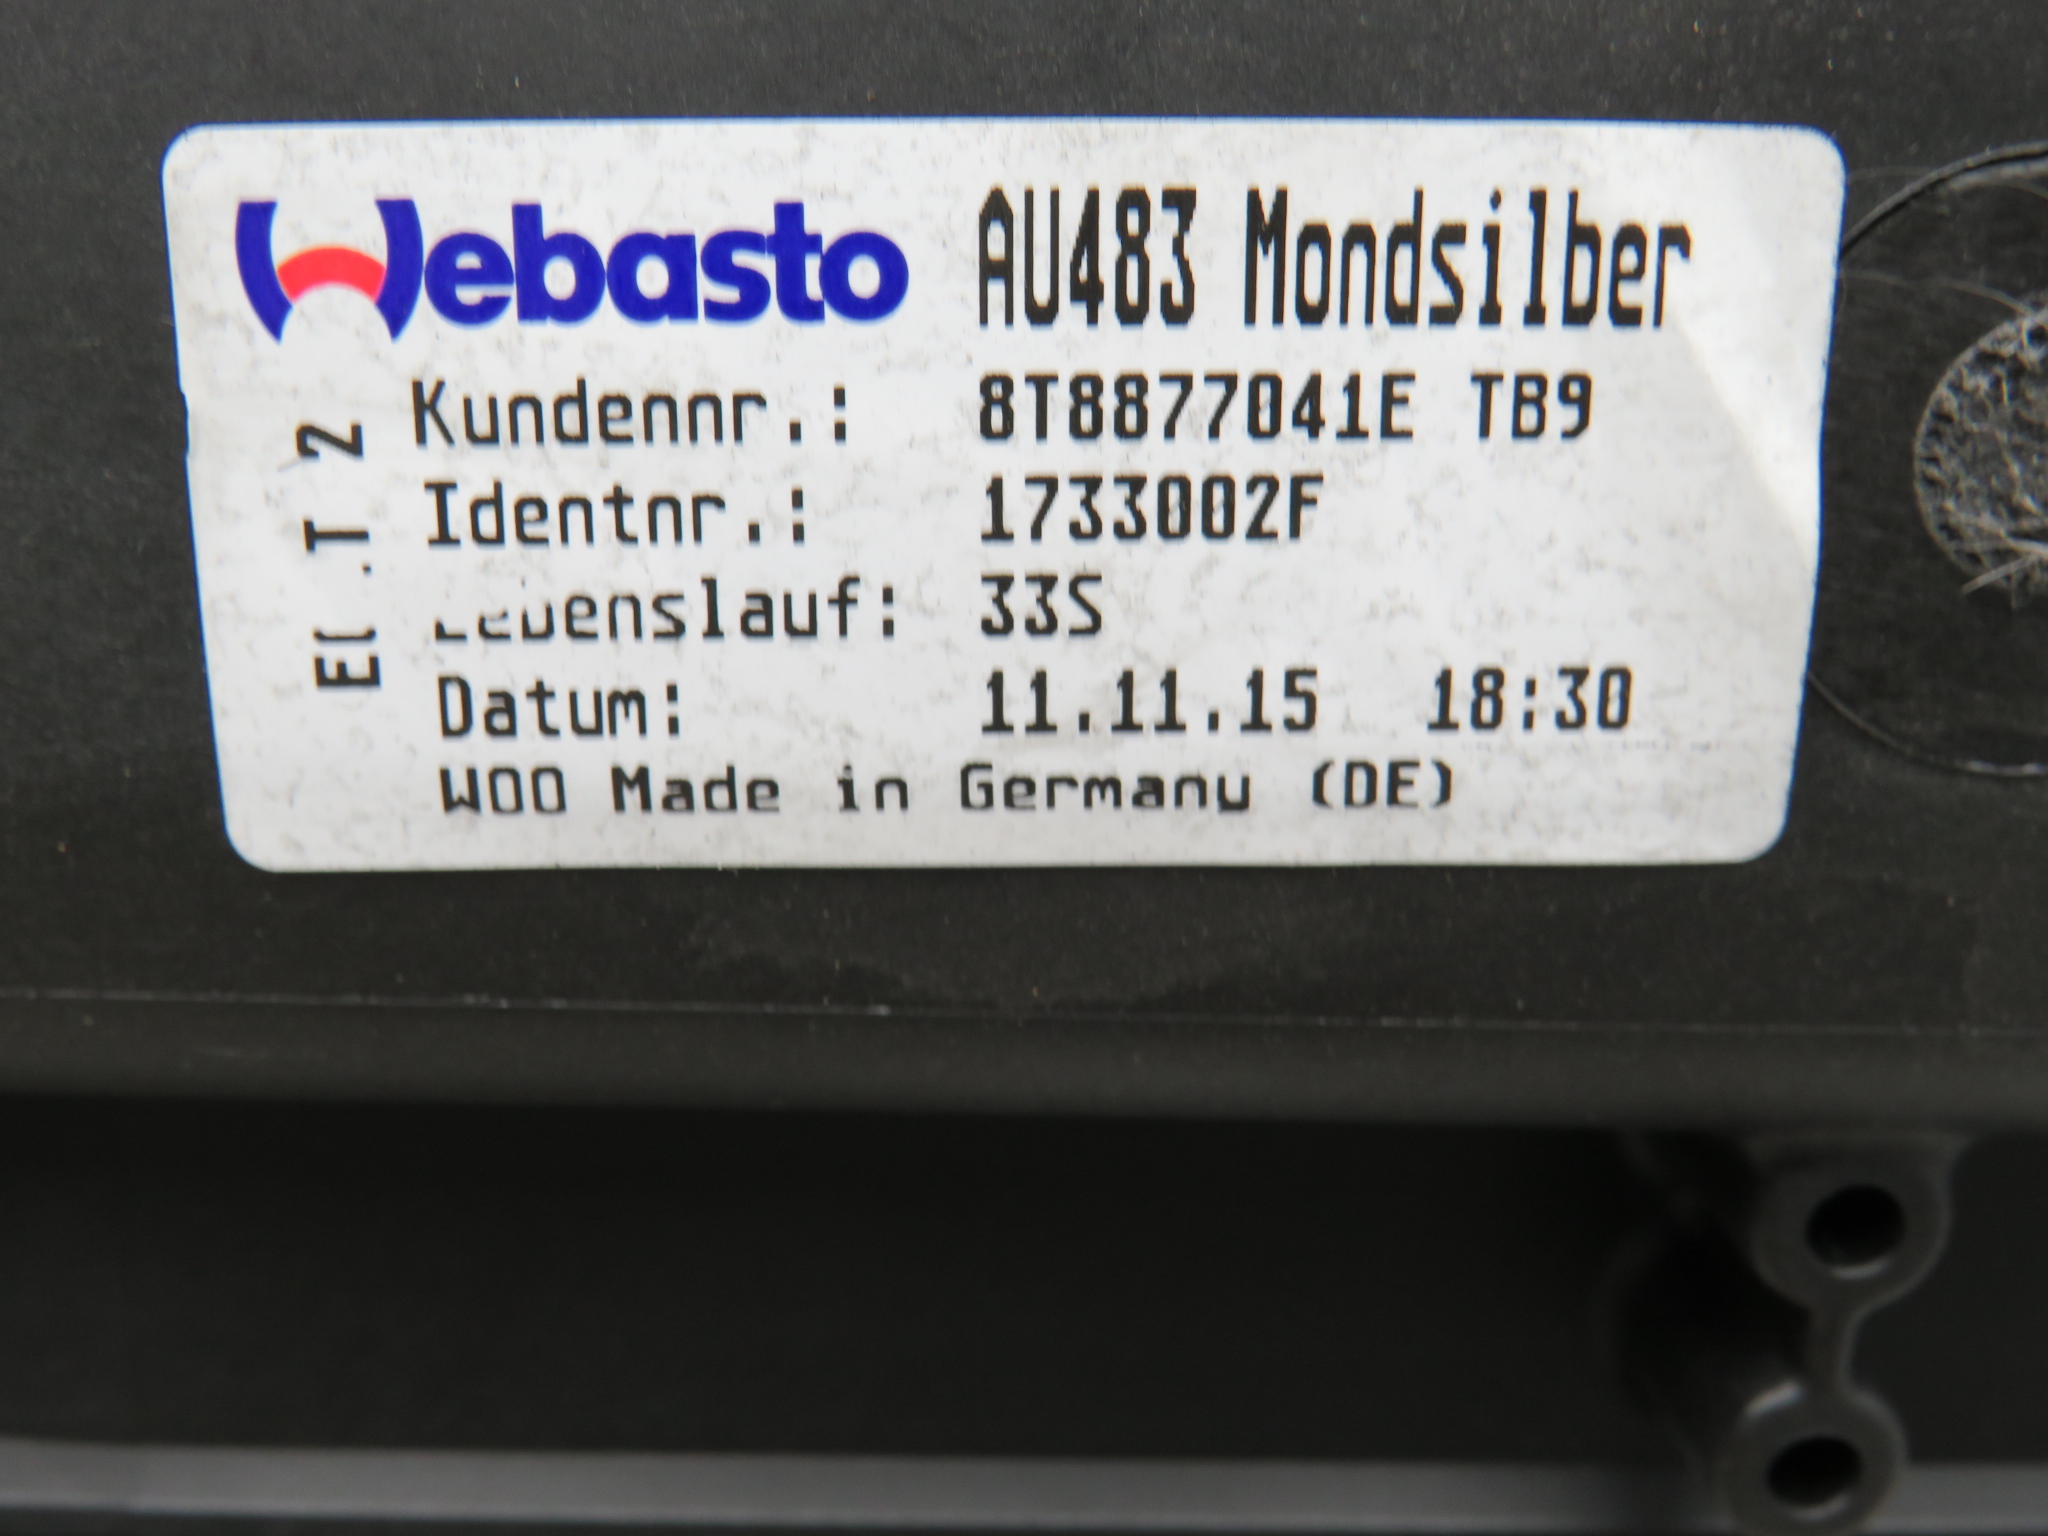 Webasto AU483 Mondsilber
Kundennr.: 8T8877041E TB9
Identnr.: 1733002F
Lebenslauf: 33S
Datum: 11.11.15 18:30
W00 Made in Germany (DE)